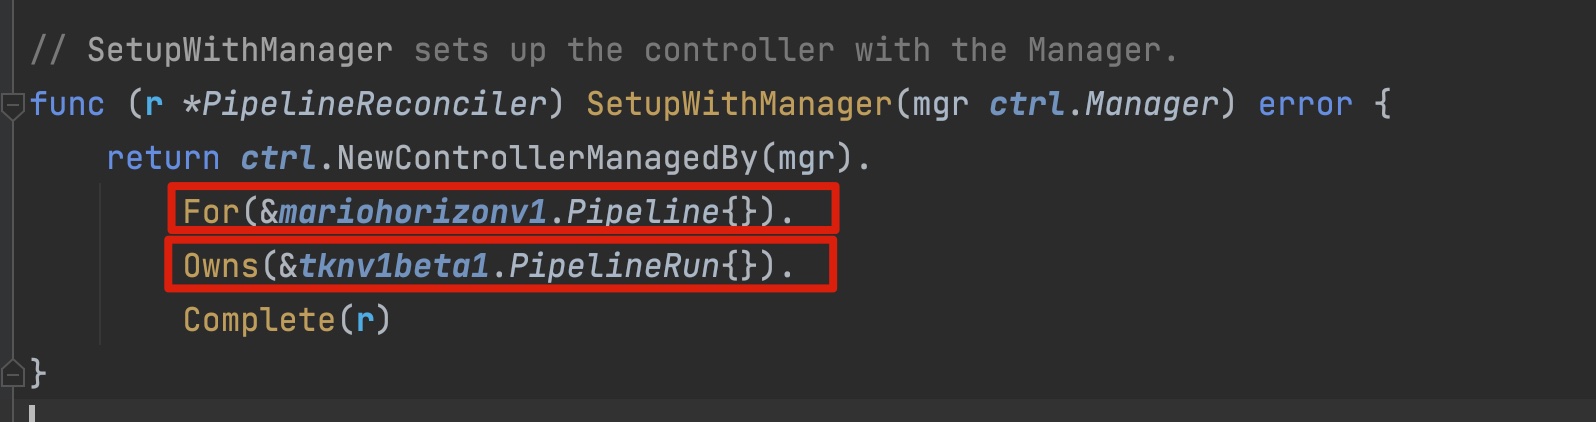 // SetupWithManager sets up the controller with the Manager.
func (r *PipelineReconciler) SetupWithManager(mgr ctrl.Manager) error {
return ctrl.NewControllerManagedBy(mgr).
For(&mariohorizonv1.Pipeline{}).
Owns(&tknv1beta1.PipelineRun{}).
Complete(r)
}